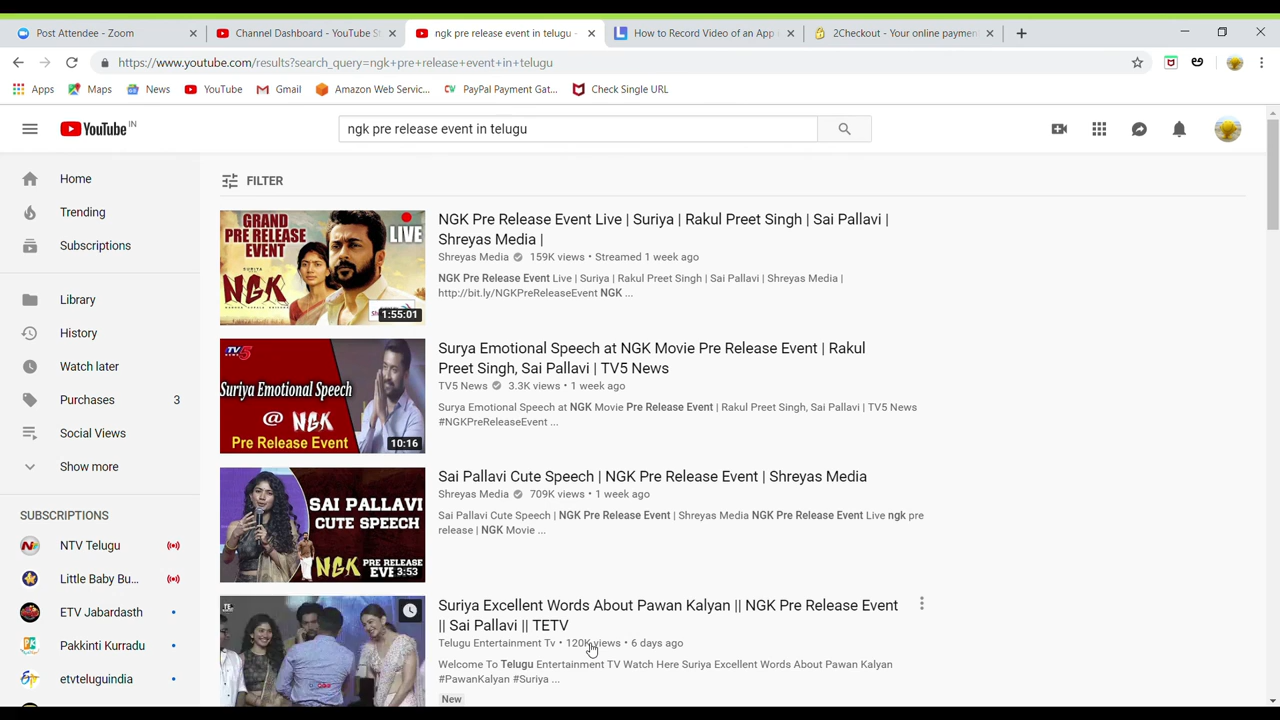 Post Attendee - Zoom
Channel Dashboard - YouTube S
ngk pre release event in telugu -
How to Record Video of an App
2Checkout - Your online paymen
https://www.youtube.com/results?search_query=ngk+pre+release+event+in+telugu
Apps
Maps
News
YouTube
Gmail
Amazon Web Servic...
PayPal Payment Gat...
Check Single URL
YouTube IN
ngk pre release event in telugu
Home
Trending
Subscriptions
Library
History
Watch later
Purchases 3
Social Views
Show more
SUBSCRIPTIONS
NTV Telugu
Little Baby Bu...
ETV Jabardasth
Pakkinti Kurradu
etvteluguindia
FILTER
GRAND
PRE RELEASE
EVENT
LIVE
SURIYA
NGK
1:55:01
NGK Pre Release Event Live | Suriya | Rakul Preet Singh | Sai Pallavi |
Shreyas Media |
Shreyas Media 159K views • Streamed 1 week ago
NGK Pre Release Event Live | Suriya | Rakul Preet Singh | Sai Pallavi | Shreyas Media |
http://bit.ly/NGKPreReleaseEvent NGK ...
TV5
NEWS
Suriya Emotional Speech
@ NGK
Pre Release Event
10:16
Surya Emotional Speech at NGK Movie Pre Release Event | Rakul
Preet Singh, Sai Pallavi | TV5 News
TV5 News 3.3K views • 1 week ago
Surya Emotional Speech at NGK Movie Pre Release Event | Rakul Preet Singh, Sai Pallavi | TV5 News
#NGKPreReleaseEvent ...
SAI PALLAVI
CUTE SPEECH
NGK PRE RELEASE
EVE
3:53
Sai Pallavi Cute Speech | NGK Pre Release Event | Shreyas Media
Shreyas Media 709K views • 1 week ago
Sai Pallavi Cute Speech | NGK Pre Release Event | Shreyas Media NGK Pre Release Event Live ngk pre
release | NGK Movie ...
Suriya Excellent Words About Pawan Kalyan || NGK Pre Release Event
|| Sai Pallavi || TETV
Telugu Entertainment Tv • 120K views • 6 days ago
Welcome To Telugu Entertainment TV Watch Here Suriya Excellent Words About Pawan Kalyan
#PawanKalyan #Suriya ...
New